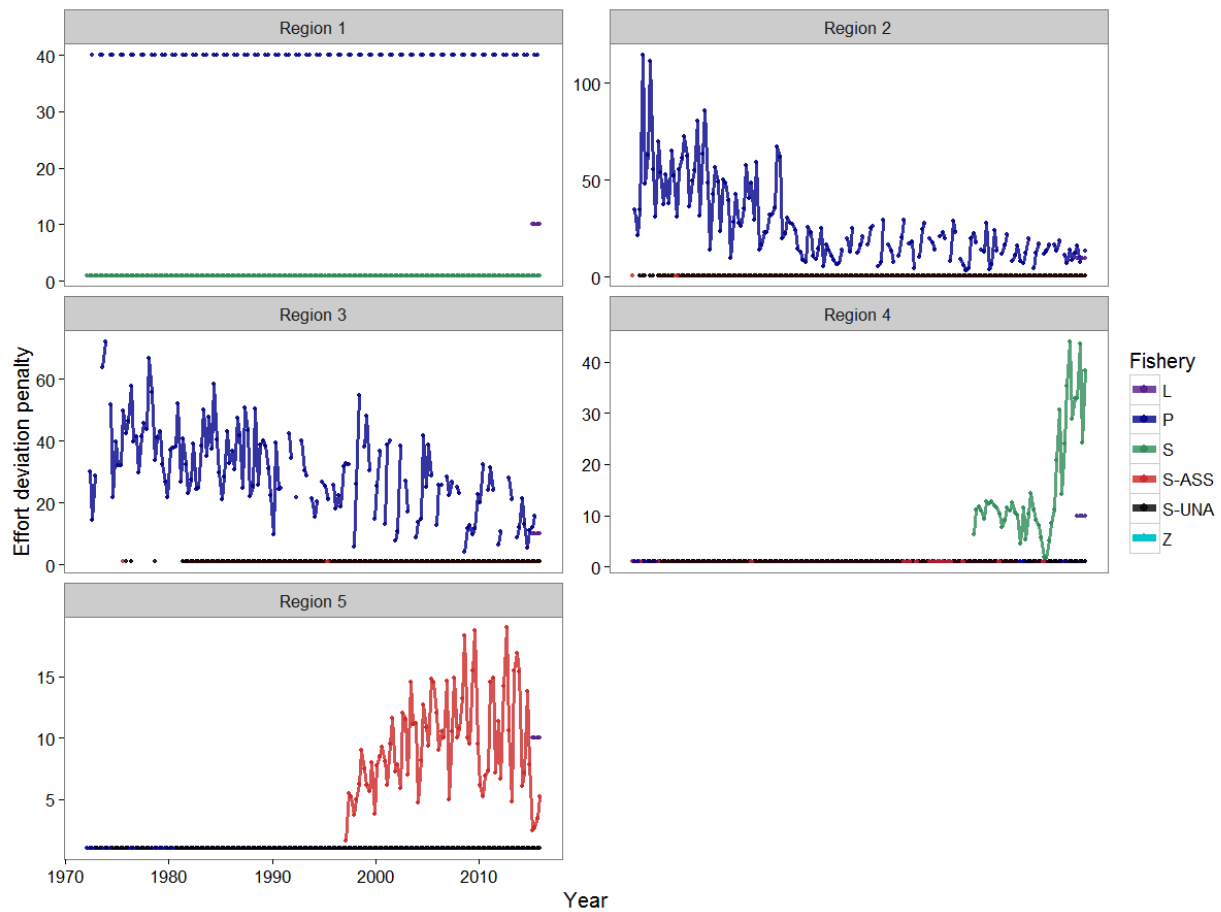 Region 1
Region 2
40
30
20
10
0
100
50
0
Region 3
Region 4
60
40
20
0
40
30
20
10
0
Effort deviation penalty
Fishery
L
P
S
S-ASS
S-UNA
Z
Region 5
15
10
5
1970 1980 1990 2000 2010
Year